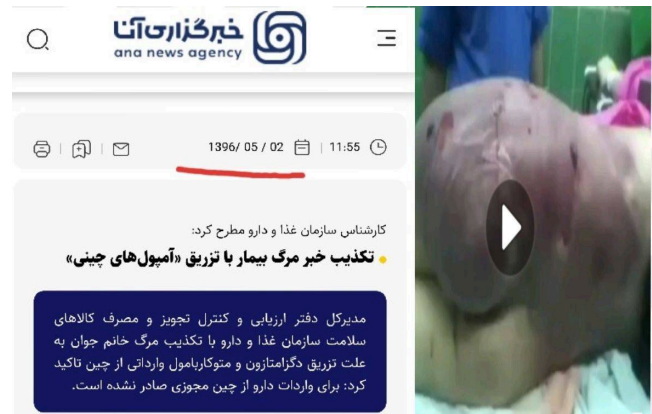 خبرگزاری آنا
ana news agency
1396/ 05 / 02 | 11:55
کارشناس سازمان غذا و دارو مطرح کرد:
تکذیب خبر مرگ بیمار با تزریق «آمپول‌های چینی»
مدیرکل دفتر ارزیابی و کنترل تجویز و مصرف کالاهای
سلامت سازمان غذا و دارو با تکذیب مرگ خانم جوان به
علت تزریق دگزامتازون و متوکاربامول وارداتی از چین تاکید
کرد: برای واردات دارو از چین مجوزی صادر نشده است.